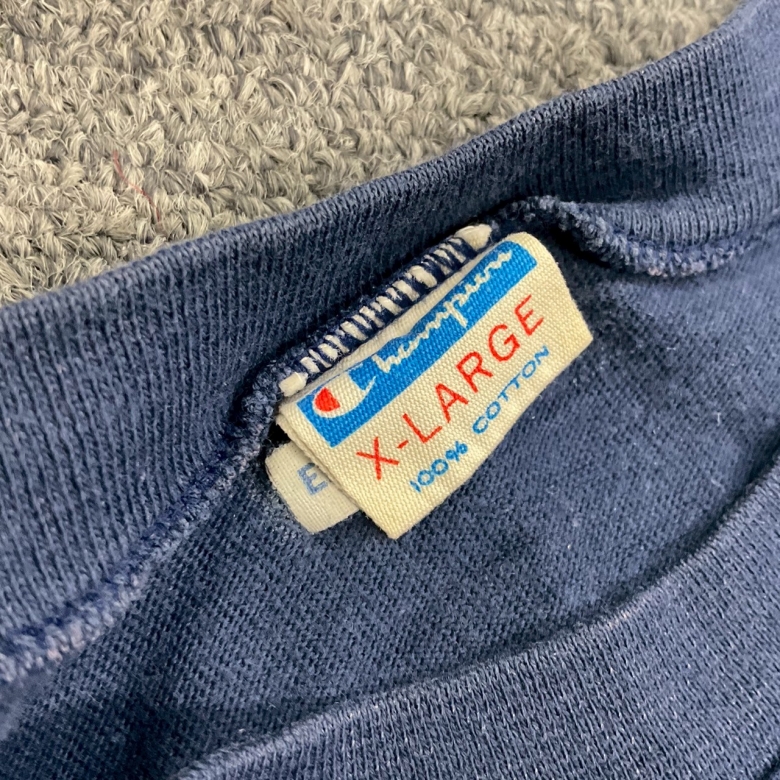 Champion
X-LARGE
100% COTTON
E